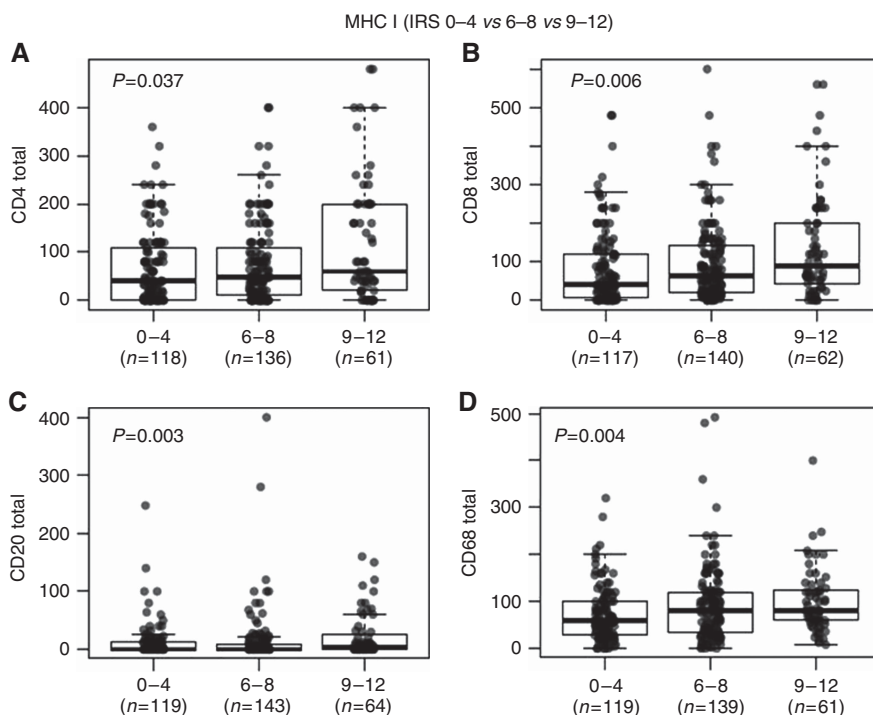 MHC I (IRS 0–4 vs 6–8 vs 9–12)
A
P=0.037
CD4 total
400
300
200
100
0
0–4 6–8 9–12
(n=118) (n=136) (n=61)
B
P=0.006
CD8 total
500
300
100
0
0–4 6–8 9–12
(n=117) (n=140) (n=62)
C
P=0.003
CD20 total
400
300
200
100
0
0–4 6–8 9–12
(n=119) (n=143) (n=64)
D
P=0.004
CD68 total
500
300
100
0
0–4 6–8 9–12
(n=119) (n=139) (n=61)